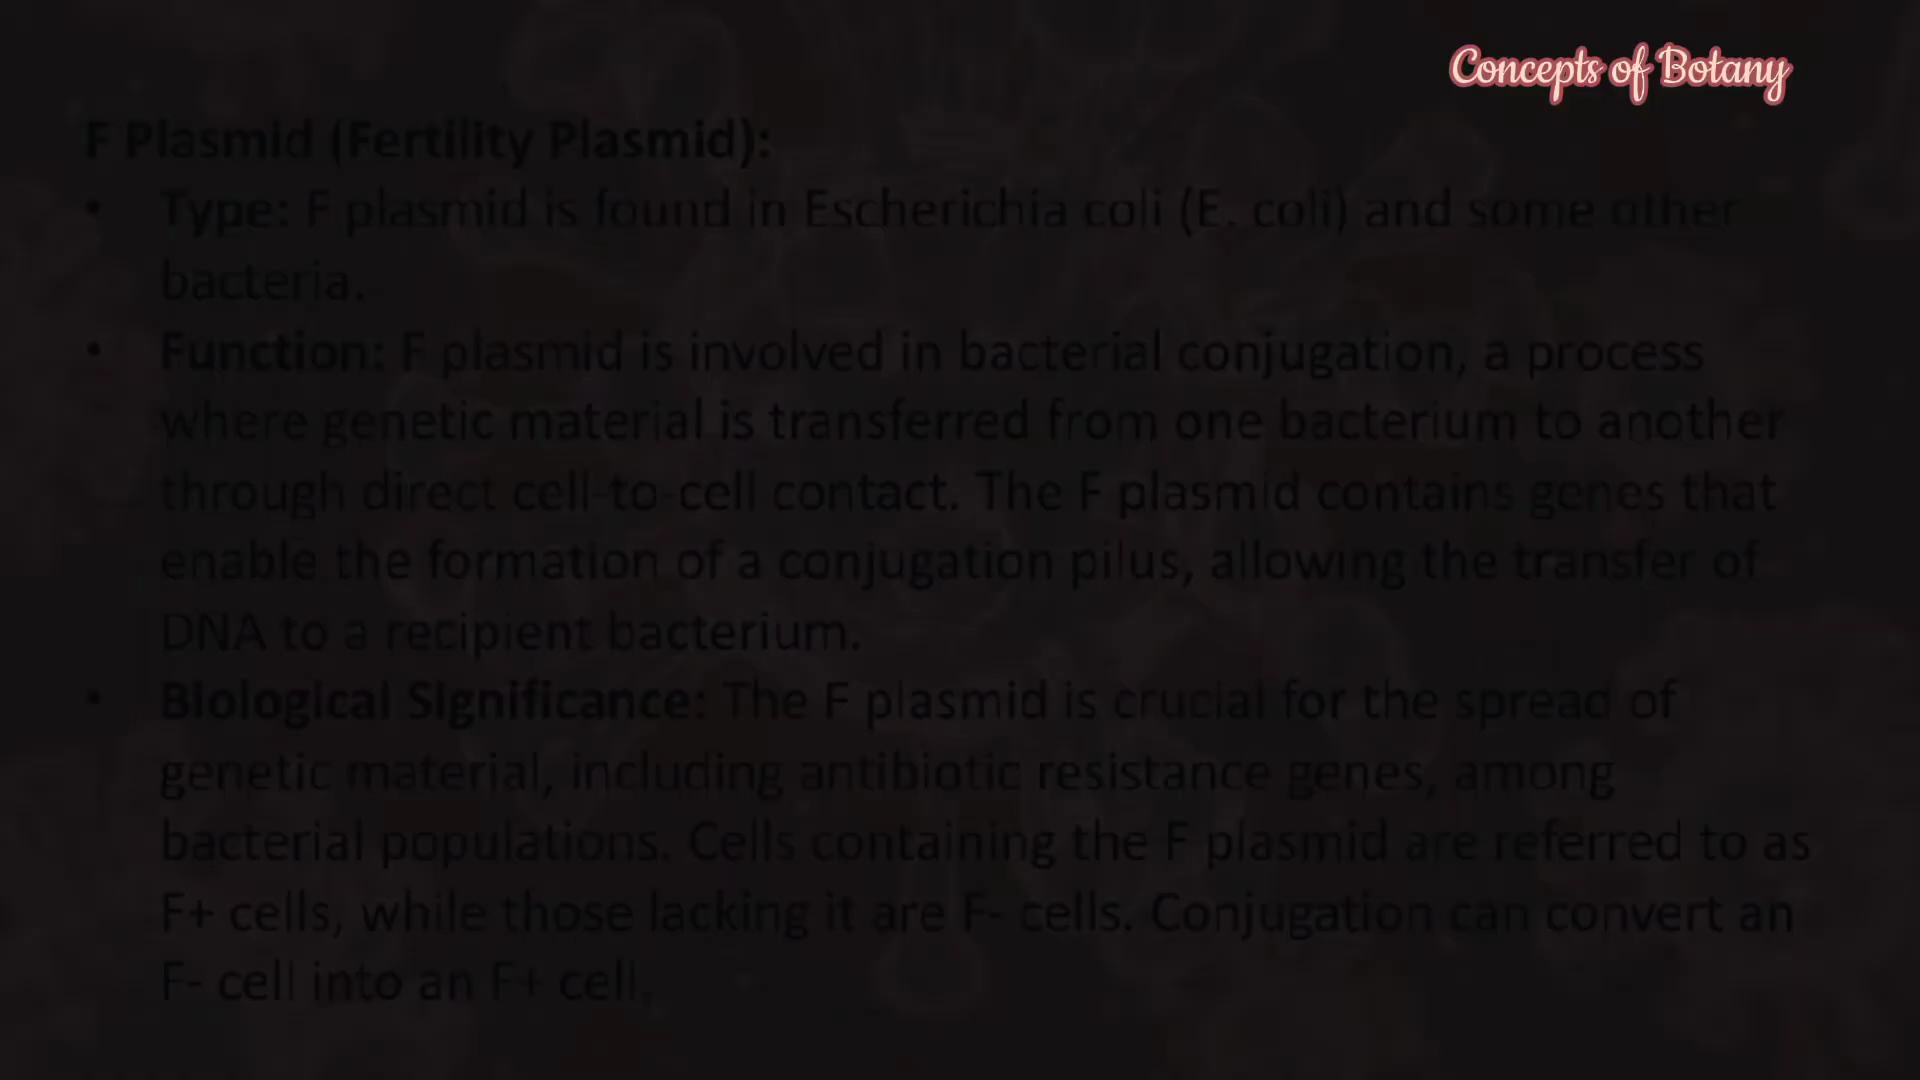 Concepts of Botany
F Plasmid (Fertility Plasmid):
• Type: F plasmid is found in Escherichia coli (E. coli) and some other
bacteria.
• Function: F plasmid is involved in bacterial conjugation, a process
where genetic material is transferred from one bacterium to another
through direct cell-to-cell contact. The F plasmid contains genes that
enable the formation of a conjugation pilus, allowing the transfer of
DNA to a recipient bacterium.
• Biological Significance: The F plasmid is crucial for the spread of
genetic material, including antibiotic resistance genes, among
bacterial populations. Cells containing the F plasmid are referred to as
F+ cells, while those lacking it are F- cells. Conjugation can convert an
F- cell into an F+ cell.